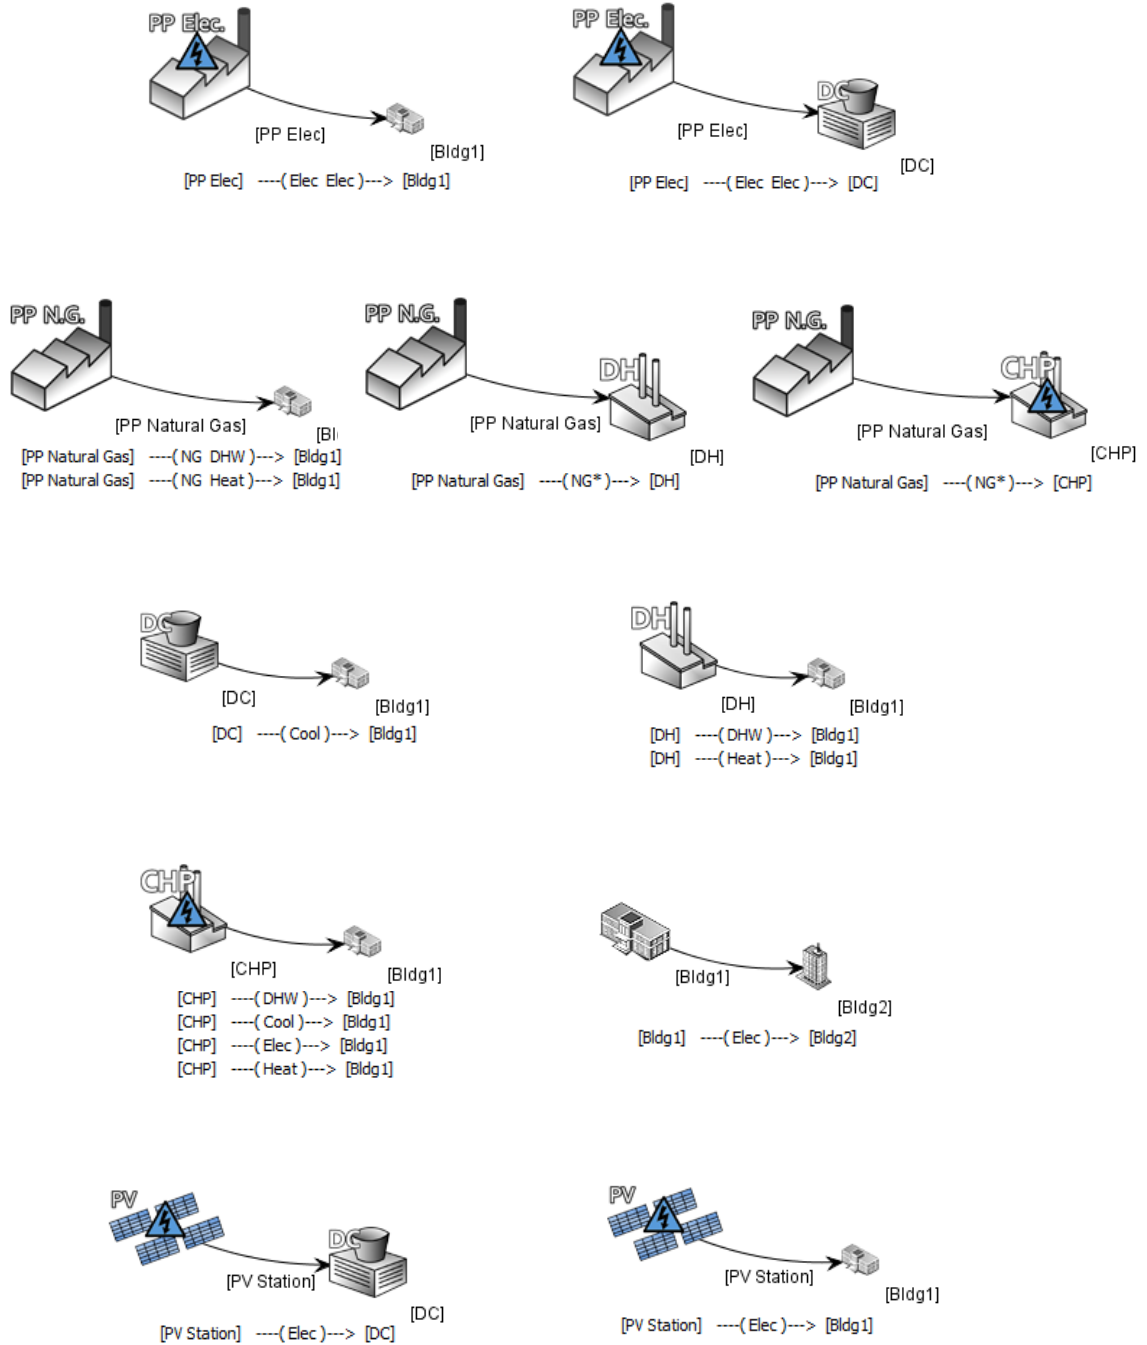 PP Elec.
[PP Elec]
[Bldg1]
[PP Elec] ----( Elec Elec )---> [Bldg1]
PP Elec.
DC
[PP Elec]
[DC]
[PP Elec] ----( Elec Elec )---> [DC]
PP N.G.
[PP Natural Gas]
[Bl
[PP Natural Gas] ----( NG DHW )---> [Bldg1]
[PP Natural Gas] ----( NG Heat )---> [Bldg1]
PP N.G.
DH
[PP Natural Gas]
[DH]
[PP Natural Gas] ----( NG* )---> [DH]
PP N.G.
CHP
[PP Natural Gas]
[CHP]
[PP Natural Gas] ----( NG* )---> [CHP]
DC
[DC]
[Bldg1]
[DC] ----( Cool )---> [Bldg1]
DH
[DH]
[Bldg1]
[DH] ----( DHW )---> [Bldg1]
[DH] ----( Heat )---> [Bldg1]
CHP
[CHP]
[Bldg1]
[CHP] ----( DHW )---> [Bldg1]
[CHP] ----( Cool )---> [Bldg1]
[CHP] ----( Elec )---> [Bldg1]
[CHP] ----( Heat )---> [Bldg1]
[Bldg1]
[Bldg2]
[Bldg1] ----( Elec )---> [Bldg2]
PV
DC
[PV Station]
[DC]
[PV Station] ----( Elec )---> [DC]
PV
[PV Station]
[Bldg1]
[PV Station] ----( Elec )---> [Bldg1]